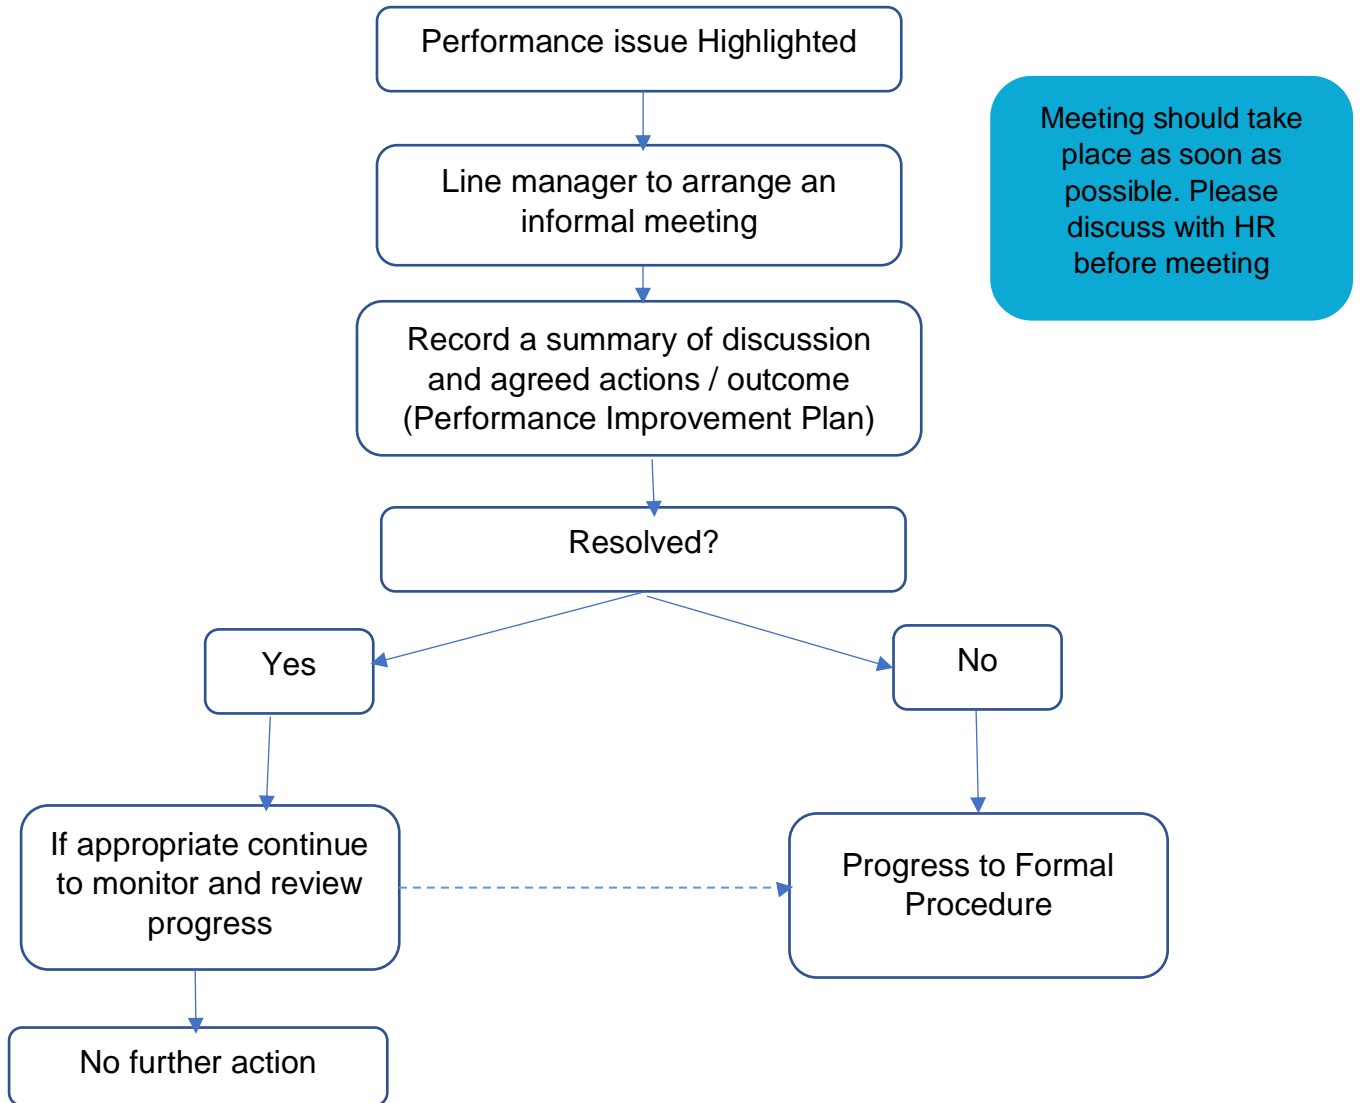 Performance issue Highlighted
Meeting should take
place as soon as
possible. Please
discuss with HR
before meeting
Line manager to arrange an
informal meeting
Record a summary of discussion
and agreed actions / outcome
(Performance Improvement Plan)
Resolved?
Yes
No
If appropriate continue
to monitor and review
progress
Progress to Formal
Procedure
No further action